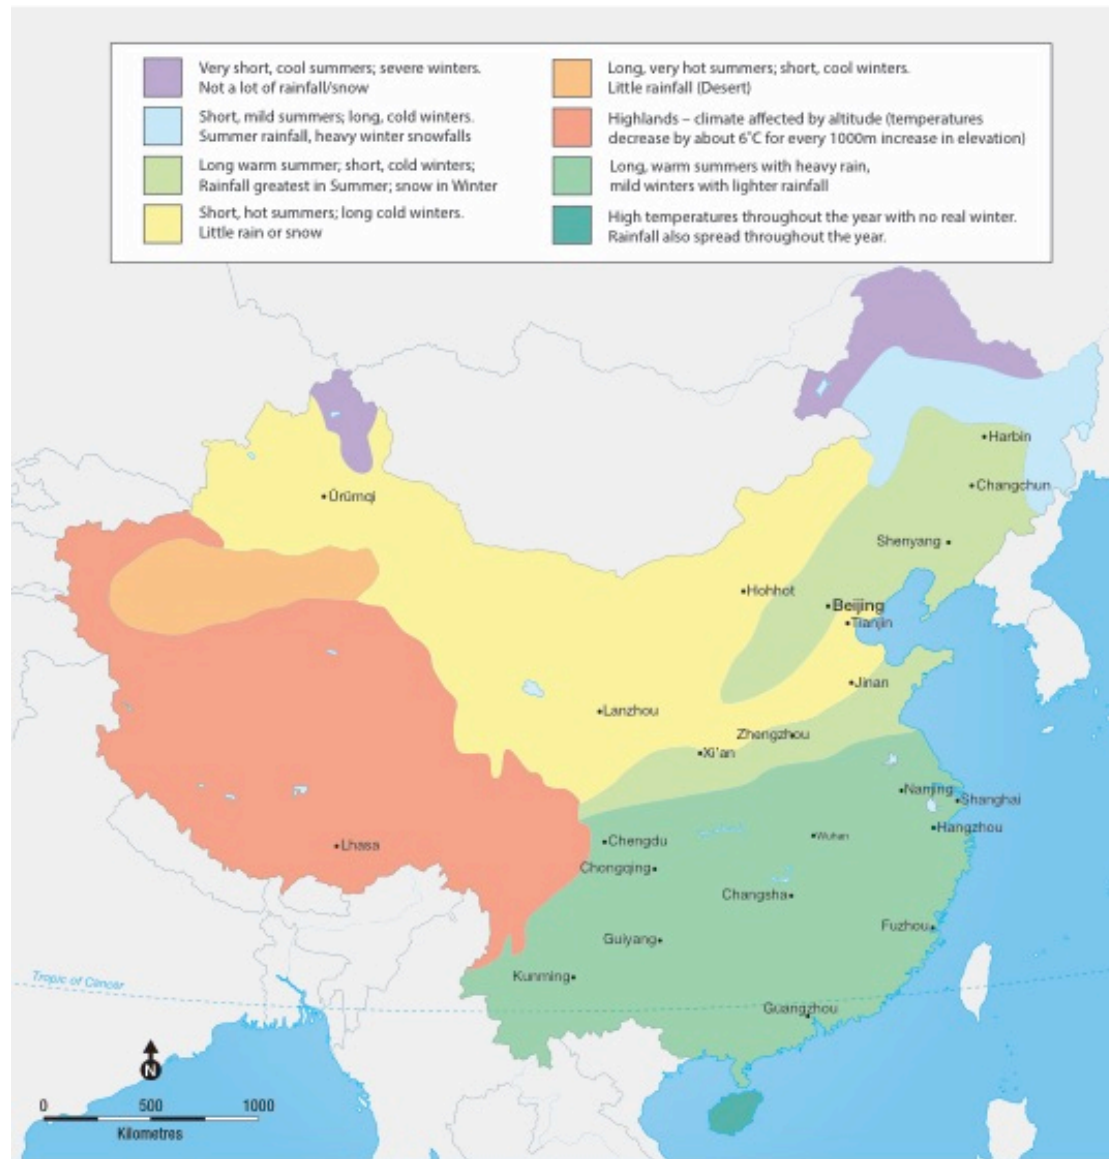 Very short, cool summers; severe winters.
Not a lot of rainfall/snow
Short, mild summers; long, cold winters.
Summer rainfall, heavy winter snowfalls
Long warm summer; short, cold winters;
Rainfall greatest in Summer; snow in Winter
Short, hot summers; long cold winters.
Little rain or snow
Long, very hot summers; short, cool winters.
Little rainfall (Desert)
Highlands – climate affected by altitude (temperatures
decrease by about 6˚C for every 1000m increase in elevation)
Long, warm summers with heavy rain,
mild winters with lighter rainfall
High temperatures throughout the year with no real winter.
Rainfall also spread throughout the year.
Harbin
Changchun
Ürümqi
Shenyang
Hohhot
Beijing
Tianjin
Jinan
Lanzhou
Zhengzhou
Xi'an
Nanjing
Shanghai
Hangzhou
Wuhan
Chengdu
Lhasa
Chongqing
Changsha
Fuzhou
Guiyang
Kunming
Tropic of Cancer
Guangzhou
N
0 500 1000
Kilometres